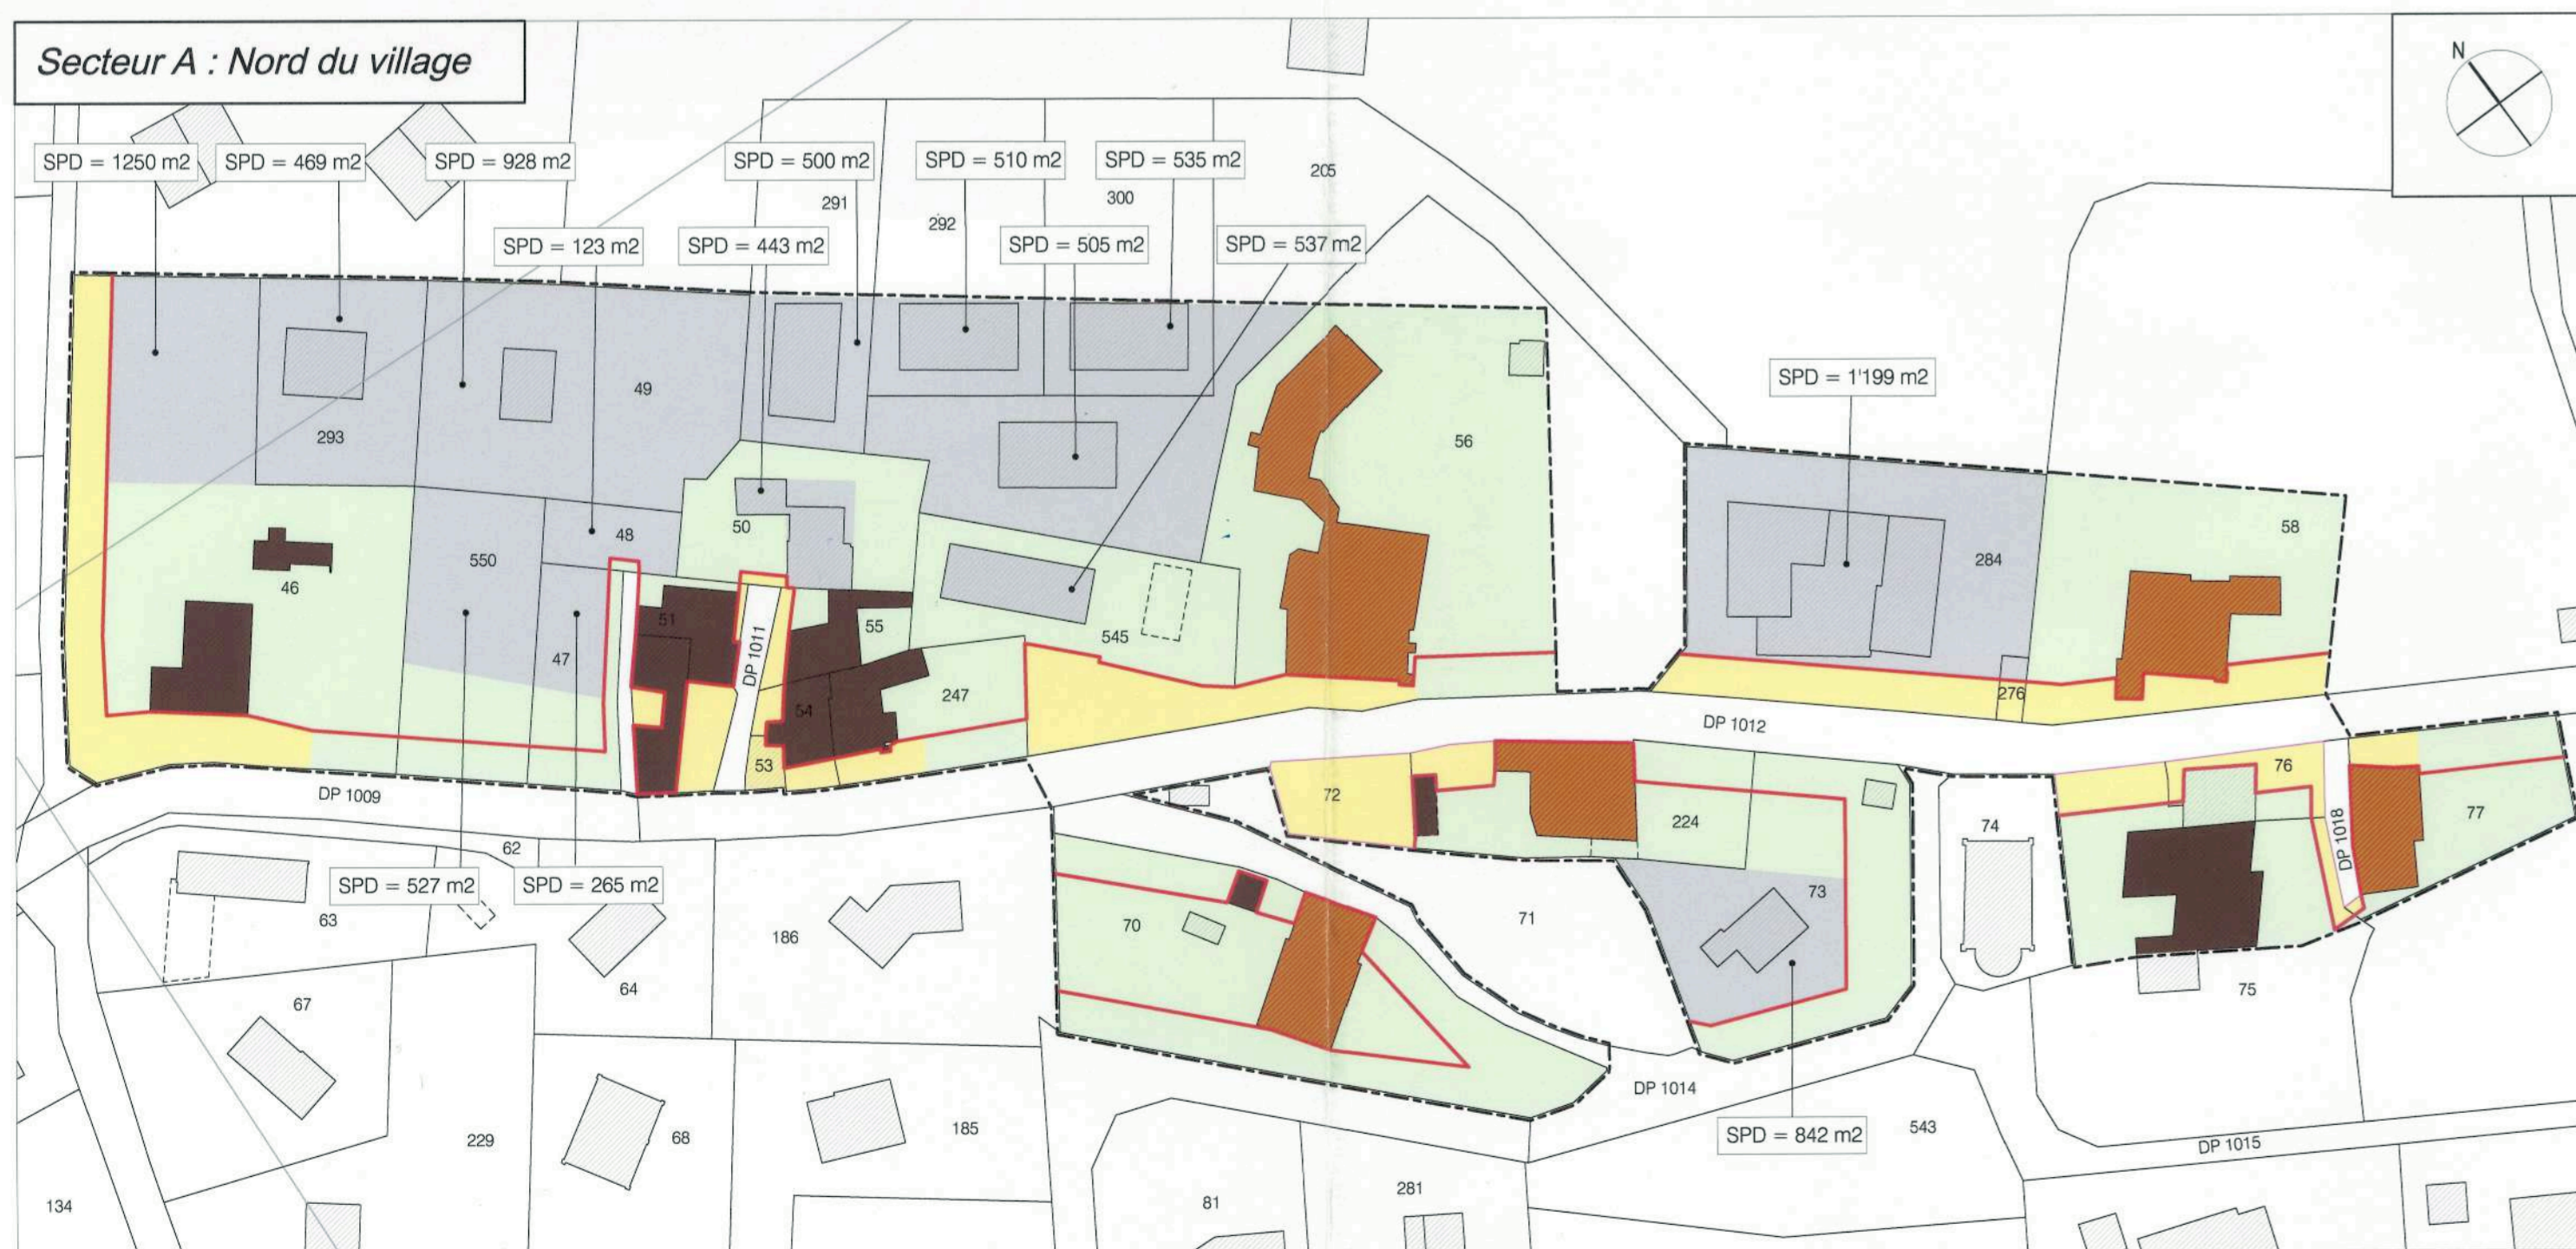 Secteur A : Nord du village
N
SPD = 1250 m2
SPD = 469 m2
SPD = 928 m2
SPD = 500 m2
SPD = 510 m2
SPD = 535 m2
205
291
292
300
SPD = 123 m2
SPD = 443 m2
SPD = 505 m2
SPD = 537 m2
SPD = 1'199 m2
49
293
56
50
48
58
550
284
46
51
55
545
47
DP 1011
247
276
54
DP 1012
53
76
DP 1009
72
77
224
74
DP 1018
62
SPD = 527 m2
SPD = 265 m2
73
63
70
71
186
64
67
75
DP 1014
229
68
185
SPD = 842 m2
543
DP 1015
134
81
281